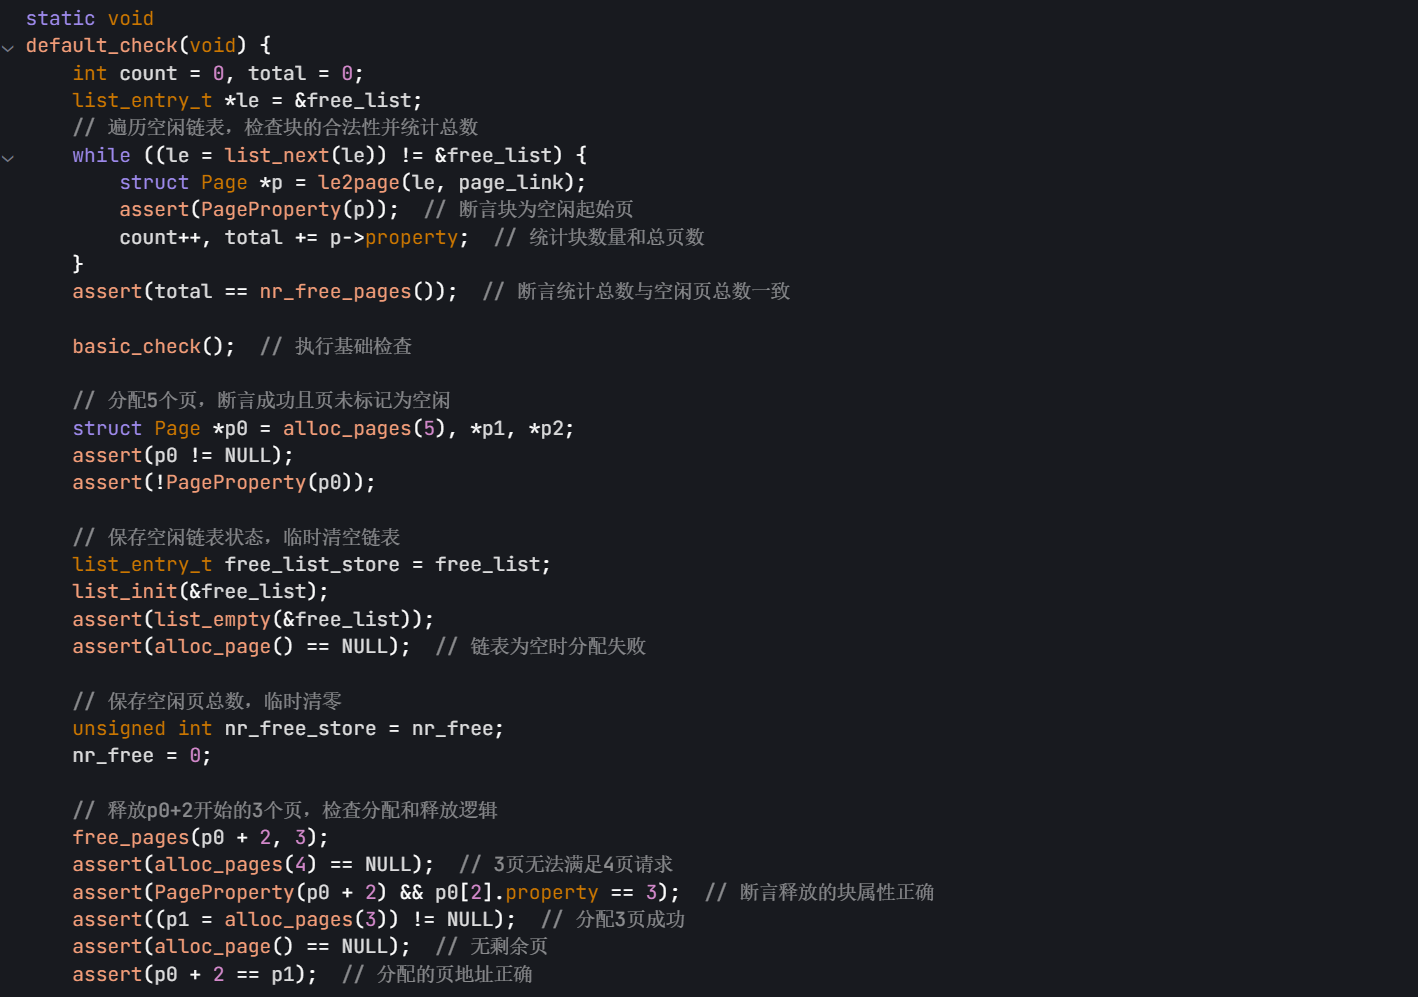 static void
default_check(void) {
    int count = 0, total = 0;
    list_entry_t *le = &free_list;
    // 遍历空闲链表，检查块的合法性并统计总数
    while ((le = list_next(le)) != &free_list) {
        struct Page *p = le2page(le, page_link);
        assert(PageProperty(p));  // 断言块为空闲起始页
        count++, total += p->property;  // 统计块数量和总页数
    }
    assert(total == nr_free_pages());  // 断言统计总数与空闲页总数一致
    basic_check();  // 执行基础检查
    // 分配5个页，断言成功且页未标记为空闲
    struct Page *p0 = alloc_pages(5), *p1, *p2;
    assert(p0 != NULL);
    assert(!PageProperty(p0));
    // 保存空闲链表状态，临时清空链表
    list_entry_t free_list_store = free_list;
    list_init(&free_list);
    assert(list_empty(&free_list));
    assert(alloc_page() == NULL);  // 链表为空时分配失败
    // 保存空闲页总数，临时清零
    unsigned int nr_free_store = nr_free;
    nr_free = 0;
    // 释放p0+2开始的3个页，检查分配和释放逻辑
    free_pages(p0 + 2, 3);
    assert(alloc_pages(4) == NULL);  // 3页无法满足4页请求
    assert(PageProperty(p0 + 2) && p0[2].property == 3);  // 断言释放的块属性正确
    assert((p1 = alloc_pages(3)) != NULL);  // 分配3页成功
    assert(alloc_page() == NULL);  // 无剩余页
    assert(p0 + 2 == p1);  // 分配的页地址正确